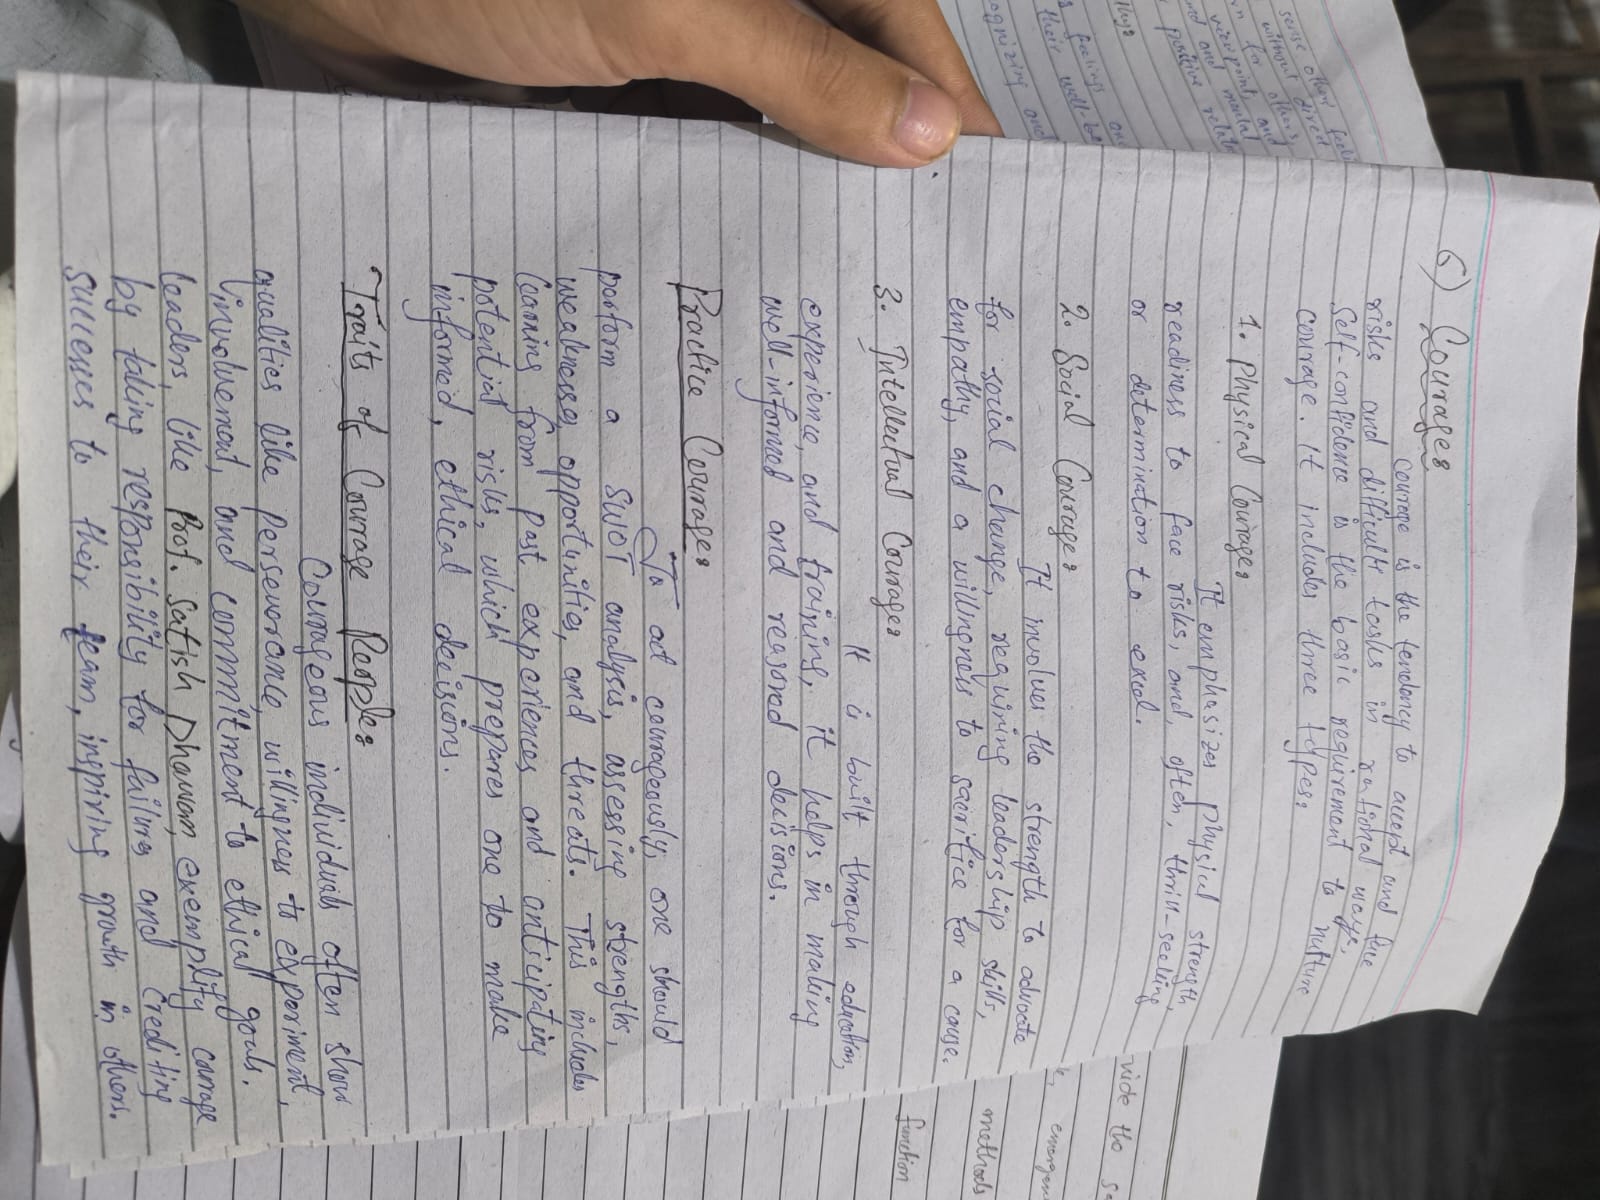 sense others feeli
without direct
rn for others,
viewpoint, and
and mental
positive relatio
thy:
feelings and
their well-be
ognizing and
6) Courage:
Courage is the tendency to accept and face
risks and difficult tasks in rational ways,
Self-confidence is the basic requirement to nurture
courage. It includes three types:
1. Physical Courage:
It emphasizes physical strength,
readiness to face risks, and, often, thrill-seeking
or determination to excel.
2. Social Courage:
It involves the strength to advocate
for social change, requiring leadership skills,
empathy, and a willingness to sacrifice for a cause.
3. Intellectual Courage:
It is built through education,
experience, and training, it helps in making
well-informed and reasoned decisions.
Practice Courage:
To act courageously, one should
perform a SWOT analysis, assessing strengths,
weaknesses, opportunities, and threats. This includes
learning from past experiences and anticipating
potential risks, which prepares one to make
informed, ethical decisions.
Traits of Courage People:
Courageous individuals often show
qualities like perseverance, willingness to experiment,
involvement, and commitment to ethical goals.
leaders, like Prof. Satish Dhawan, exemplify courage
by taking responsibility for failures and crediting
successes to their team, inspiring growth in others.
vide the
emergen
methods
function